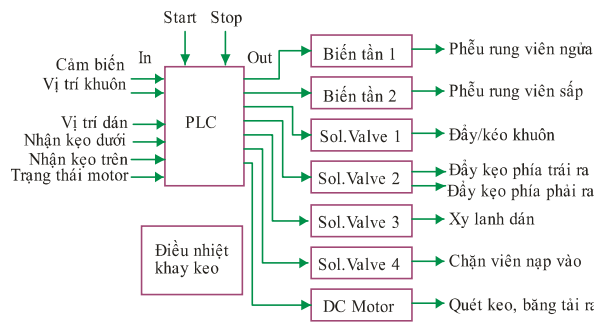 Start Stop
Cảm biến
In
Out
Vị trí khuôn
Vị trí dán
Nhận kẹo dưới
Nhận kẹo trên
Trạng thái motor
PLC
Điều nhiệt
khay keo
Biến tần 1
Phễu rung viên ngửa
Biến tần 2
Phễu rung viên sấp
Sol.Valve 1
Đẩy/kéo khuôn
Sol.Valve 2
Đẩy kẹo phía trái ra
Đẩy kẹo phía phải ra
Sol.Valve 3
Xy lanh dán
Sol.Valve 4
Chặn viên nạp vào
DC Motor
Quét keo, băng tải ra